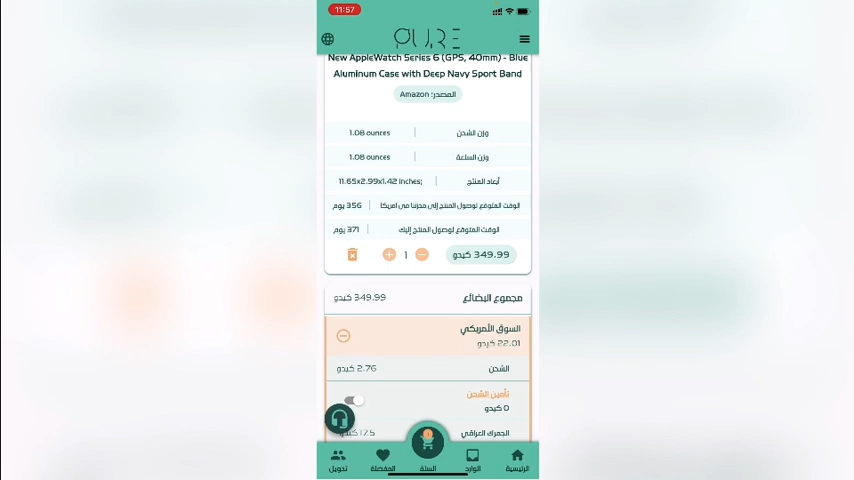 11:57
PURE
New AppleWatch Series 6 (GPS, 40mm) - Blue
Aluminum Case with Deep Navy Sport Band
المصدر: Amazon
وزن الشحن | 1.08 ounces
وزن السلعة | 1.08 ounces
أبعاد المنتج | 11.65x2.99x1.42 Inches;
الوقت المتوقع لوصول المنتج إلى مخزننا في امريكا | 356 يوم
الوقت المتوقع لوصول المنتج إليك | 371 يوم
349.99 كيدو
1
مجموع البضائع 349.99 كيدو
السوق الأمريكي
22.01 كيدو
الشحن 2.76 كيدو
تأمين الشحن
0 كيدو
الجمرك العراقي 17.5 كيدو
الرئيسية
الوارد
السلة
المفضلة
تحويل